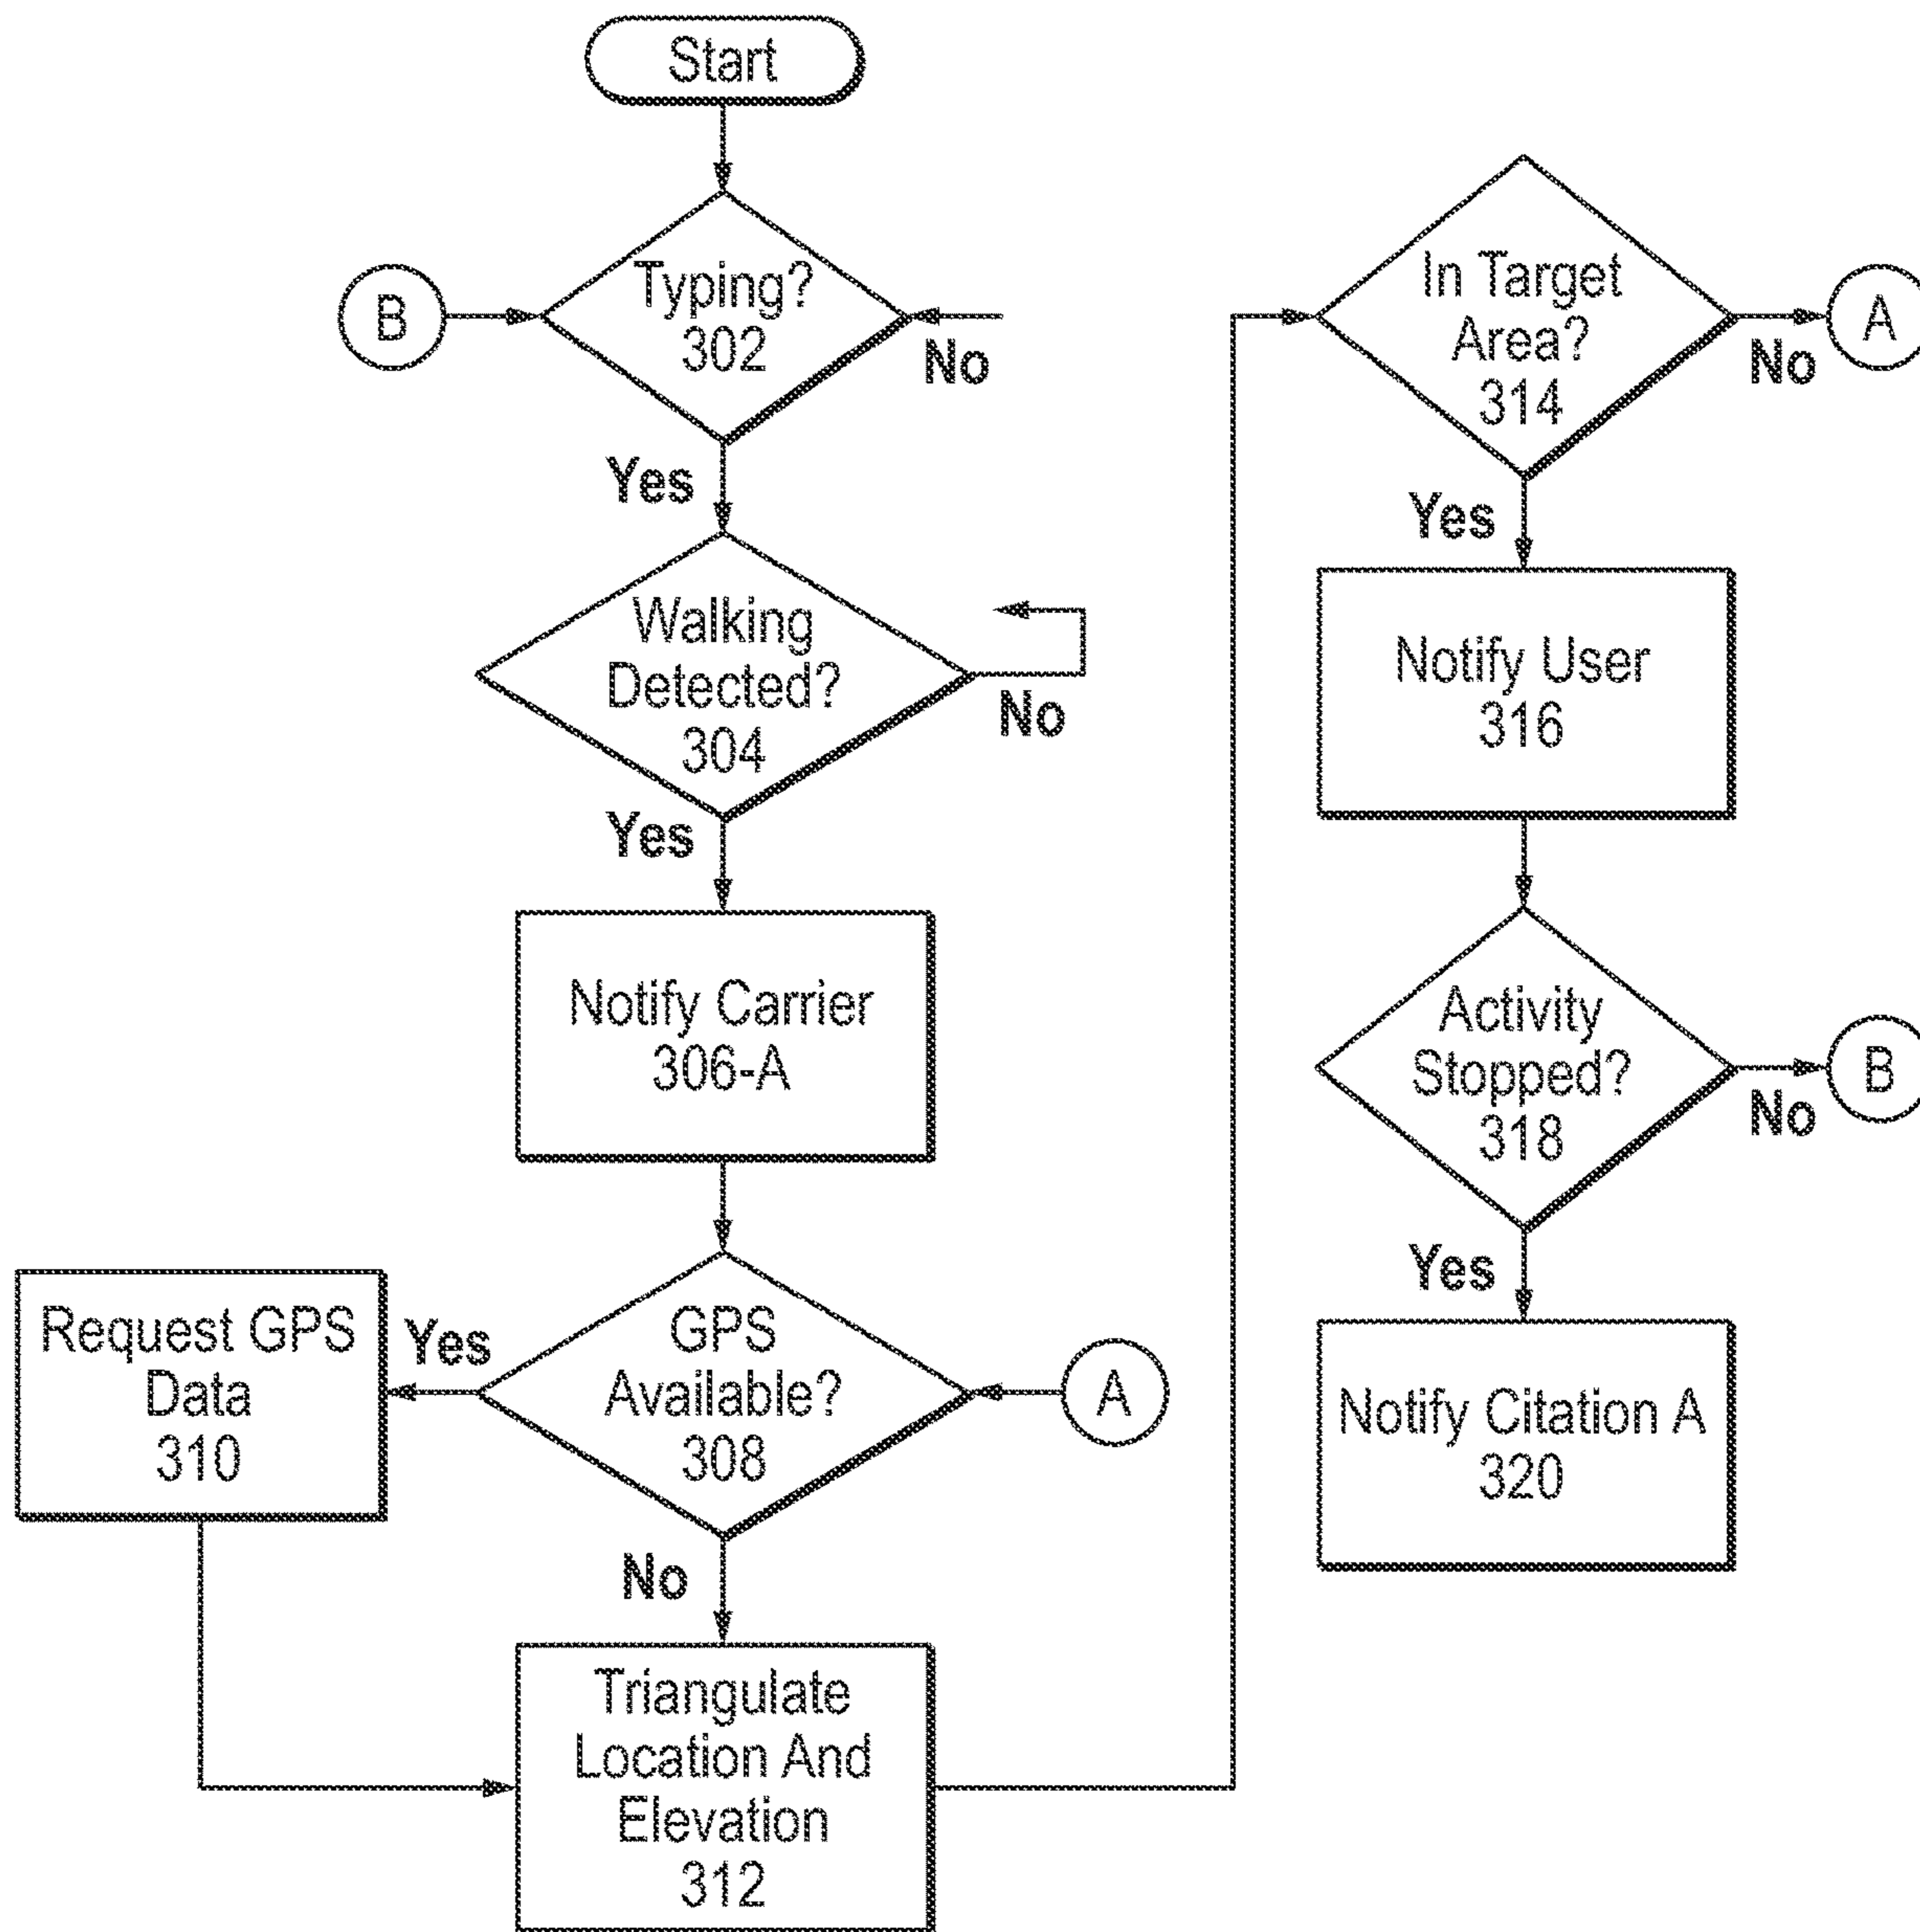 Start
B
Typing?
302
No
Yes
Walking
Detected?
304
No
Yes
Notify Carrier
306-A
Request GPS
Data
310
Yes
GPS
Available?
308
A
No
Triangulate
Location And
Elevation
312
In Target
Area?
314
No
A
Yes
Notify User
316
Activity
Stopped?
318
No
B
Yes
Notify Citation A
320